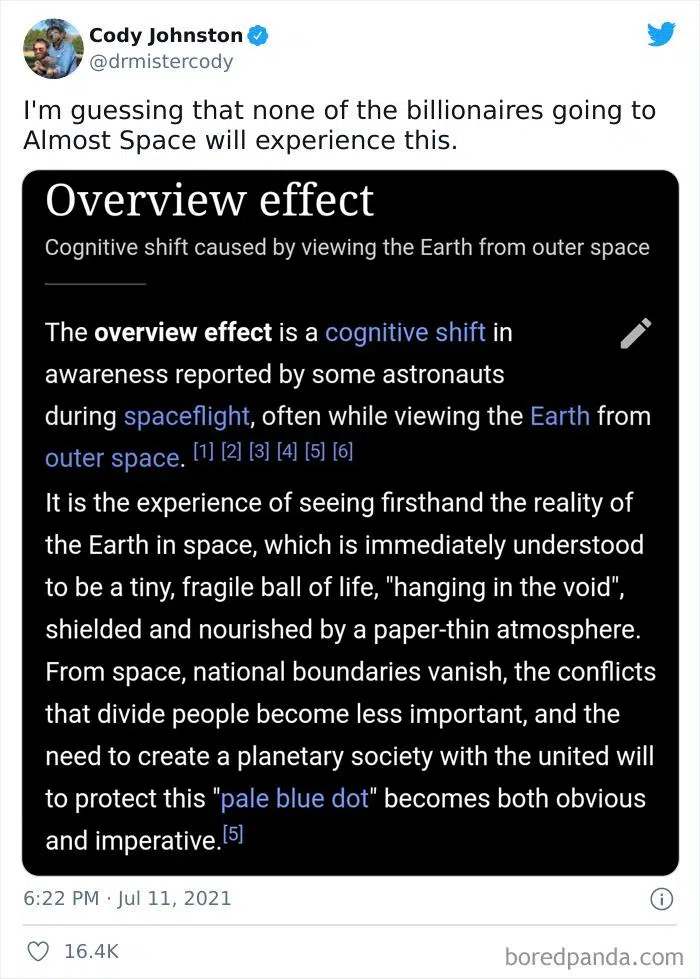 Cody Johnston
@drmistercody
I'm guessing that none of the billionaires going to
Almost Space will experience this.
Overview effect
Cognitive shift caused by viewing the Earth from outer space
The overview effect is a cognitive shift in
awareness reported by some astronauts
during spaceflight, often while viewing the Earth from
outer space. [1] [2] [3] [4] [5] [6]
It is the experience of seeing firsthand the reality of
the Earth in space, which is immediately understood
to be a tiny, fragile ball of life, "hanging in the void",
shielded and nourished by a paper-thin atmosphere.
From space, national boundaries vanish, the conflicts
that divide people become less important, and the
need to create a planetary society with the united will
to protect this "pale blue dot" becomes both obvious
and imperative.[5]
6:22 PM · Jul 11, 2021
16.4K
boredpanda.com